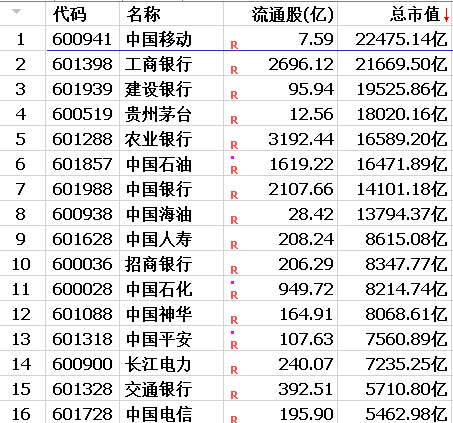 代码 名称 流通股(亿) 总市值↓
1 600941 中国移动 R 7.59 22475.14亿
2 601398 工商银行 R 2696.12 21669.50亿
3 601939 建设银行 R 95.94 19525.86亿
4 600519 贵州茅台 R 12.56 18020.16亿
5 601288 农业银行 R 3192.44 16589.20亿
6 601857 中国石油 R 1619.22 16471.89亿
7 601988 中国银行 R 2107.66 14101.18亿
8 600938 中国海油 R 28.42 13794.37亿
9 601628 中国人寿 R 208.24 8615.08亿
10 600036 招商银行 R 206.29 8347.77亿
11 600028 中国石化 R 949.72 8214.74亿
12 601088 中国神华 R 164.91 8068.61亿
13 601318 中国平安 R 107.63 7560.89亿
14 600900 长江电力 R 240.07 7235.25亿
15 601328 交通银行 R 392.51 5710.80亿
16 601728 中国电信 R 195.90 5462.98亿